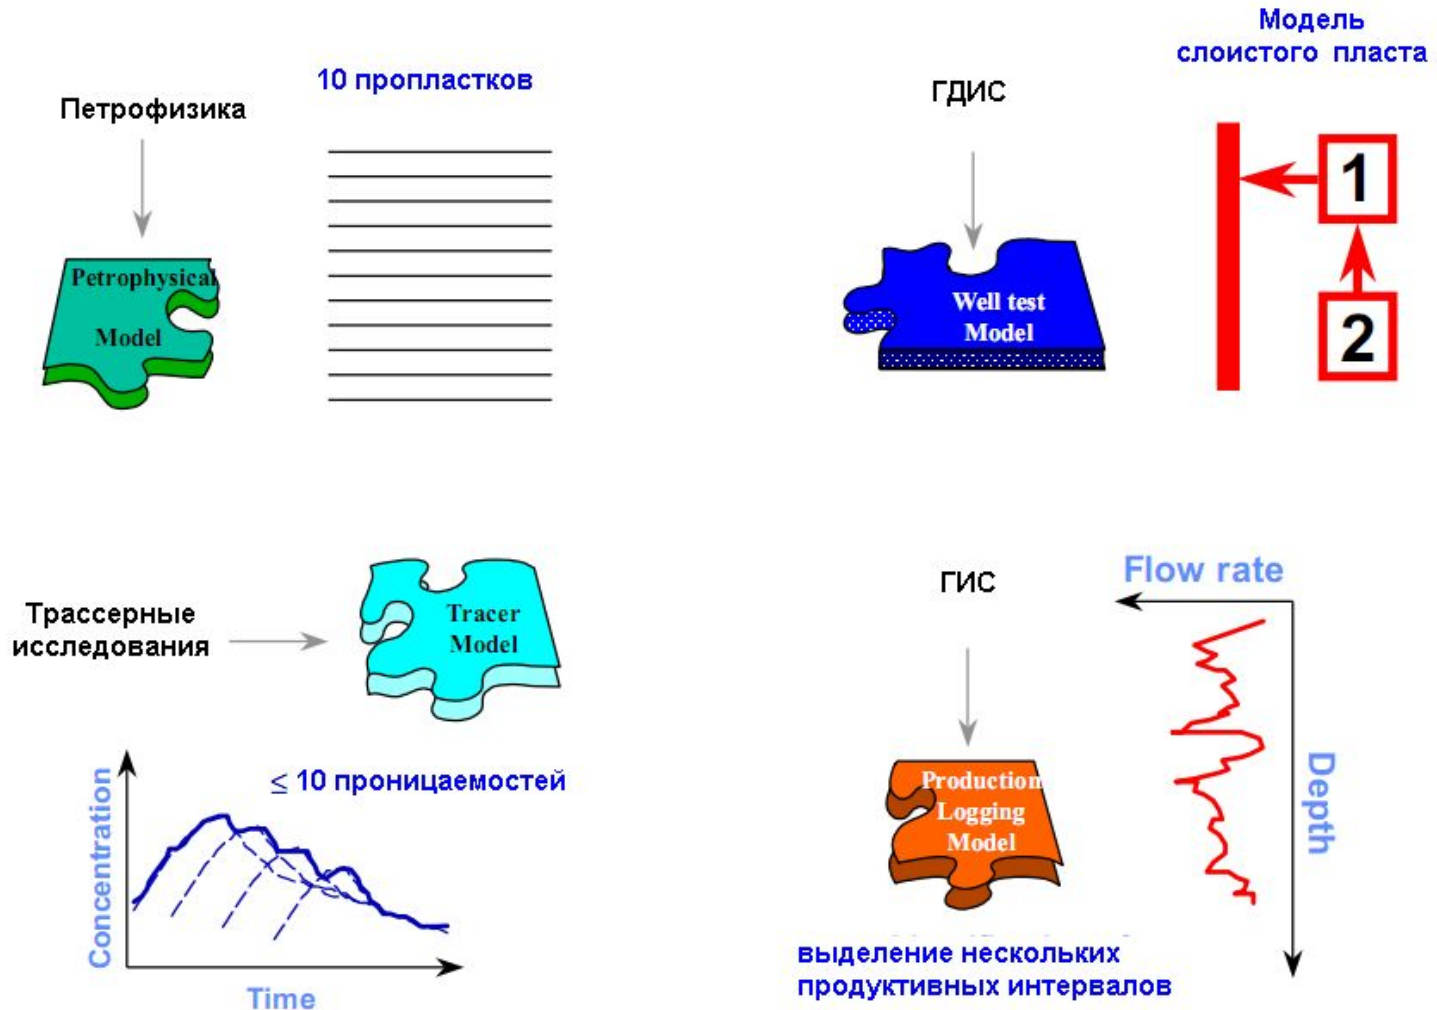 Петрофизика
10 пропластков
Petrophysical
Model
ГДИС
Модель
слоистого пласта
Well test
Model
1
2
Трассерные
исследования
Tracer
Model
≤ 10 проницаемостей
Concentration
Time
ГИС
Flow rate
Depth
Production
Logging
Model
выделение нескольких
продуктивных интервалов